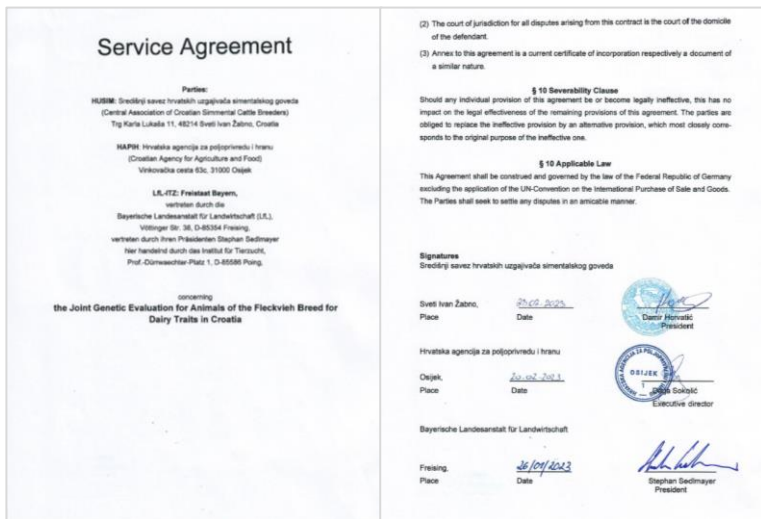 Service Agreement
Parties:
HUSIM: Središnji savez hrvatskih uzgajivača simentalskog goveda
(Central Association of Croatian Simmental Cattle Breeders)
Trg Karla Lukaša 11, 48214 Sveti Ivan Žabno, Croatia
HAPIH: Hrvatska agencija za poljoprivredu i hranu
(Croatian Agency for Agriculture and Food)
Vinkovačka cesta 63c, 31000 Osijek
LfL-ITZ: Freistaat Bayern,
vertreten durch die
Bayerische Landesanstalt für Landwirtschaft (LfL),
Vöttinger Str. 38, D-85354 Freising,
vertreten durch ihren Präsidenten Stephan Sedlmayer
hier handelnd durch das Institut für Tierzucht,
Prof.-Dürrwaechter-Platz 1, D-85586 Poing,
concerning
the Joint Genetic Evaluation for Animals of the Fleckvieh Breed for
Dairy Traits in Croatia
(2) The court of jurisdiction for all disputes arising from this contract is the court of the domicile
of the defendant.
(3) Annex to this agreement is a current certificate of incorporation respectively a document of
a similar nature.
§ 10 Severability Clause
Should any individual provision of this agreement be or become legally ineffective, this has no
impact on the legal effectiveness of the remaining provisions of this agreement. The parties are
obliged to replace the ineffective provision by an alternative provision, which most closely corre-
sponds to the original purpose of the ineffective one.
§ 10 Applicable Law
This Agreement shall be construed and governed by the law of the Federal Republic of Germany
excluding the application of the UN-Convention on the International Purchase of Sale and Goods.
The Parties shall seek to settle any disputes in an amicable manner.
Signatures
Središnji savez hrvatskih uzgajivača simentalskog goveda
Sveti Ivan Žabno,
Place Date Damir Horvatić
President
Hrvatska agencija za poljoprivredu i hranu
OSIJEK
Osijek, 20.02.2023
Place Date Sokolić
Executive director
Bayerische Landesanstalt für Landwirtschaft
Freising, 26/01/2023
Place Date Stephan Sedlmayer
President